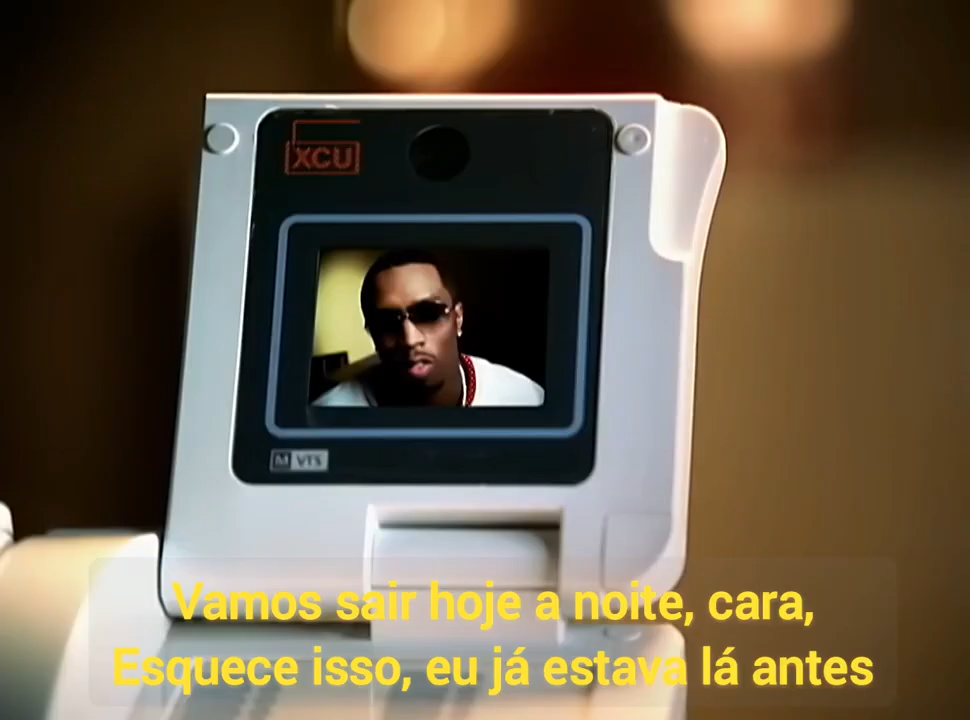 XCU
VTS
Vamos sair hoje a noite, cara,
Esquece isso, eu já estava lá antes